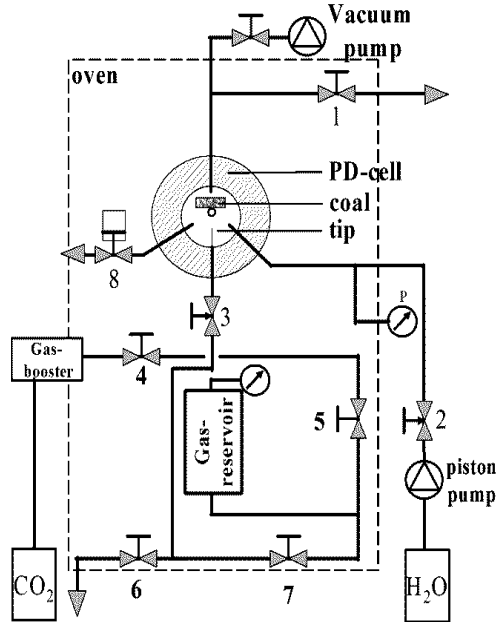 Vacuum
pump
oven
1
PD-cell
coal
tip
8
3
P
Gas-
booster
4
5
2
Gas-
reservoir
piston
pump
CO₂
6
7
H₂O